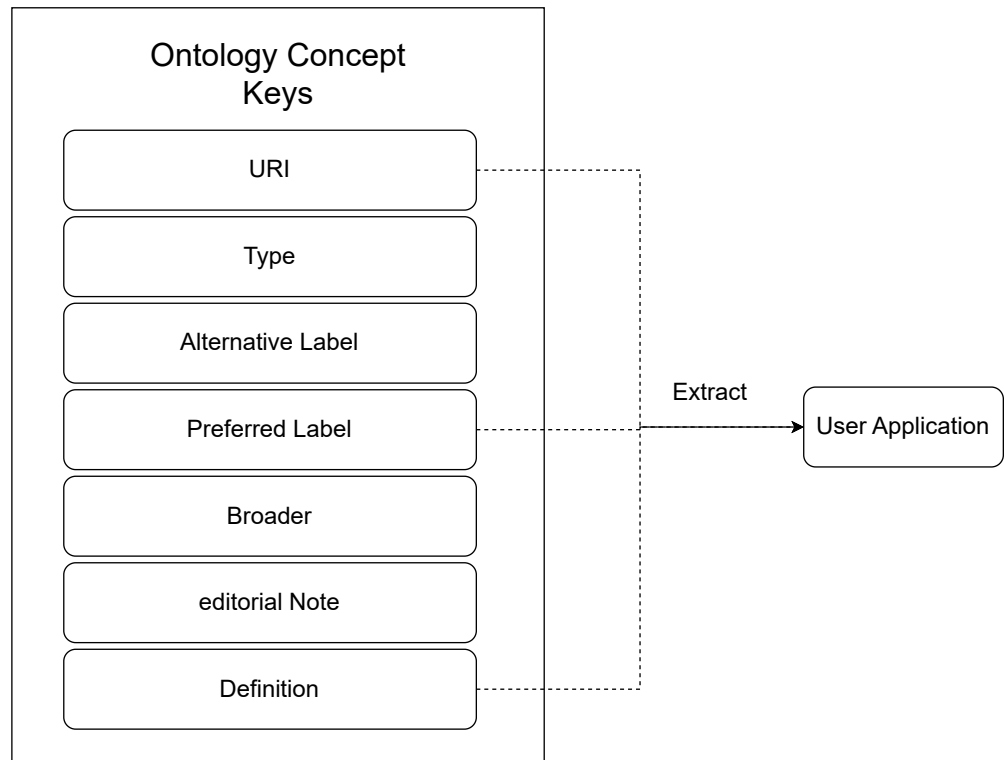 Ontology Concept
Keys
URI
Type
Alternative Label
Preferred Label
Broader
editorial Note
Definition
Extract
User Application